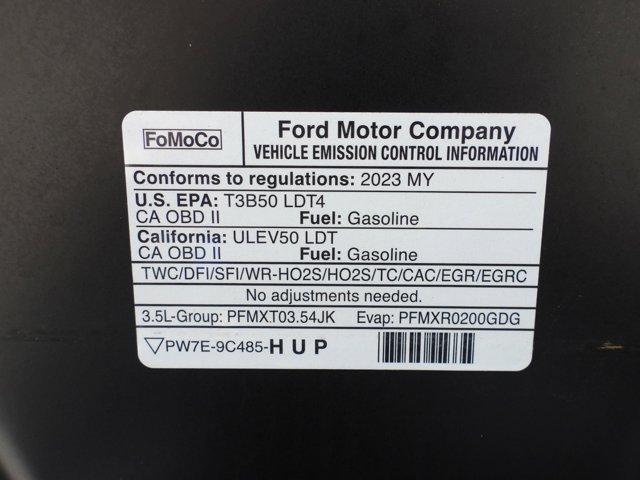 FoMoCo
Ford Motor Company
VEHICLE EMISSION CONTROL INFORMATION
Conforms to regulations: 2023 MY
U.S. EPA: T3B50 LDT4
CA OBD II Fuel: Gasoline
California: ULEV50 LDT
CA OBD II Fuel: Gasoline
TWC/DFI/SFI/WR-HO2S/HO2S/TC/CAC/EGR/EGRC
No adjustments needed.
3.5L-Group: PFMXT03.54JK Evap: PFMXR0200GDG
PW7E-9C485-HUP